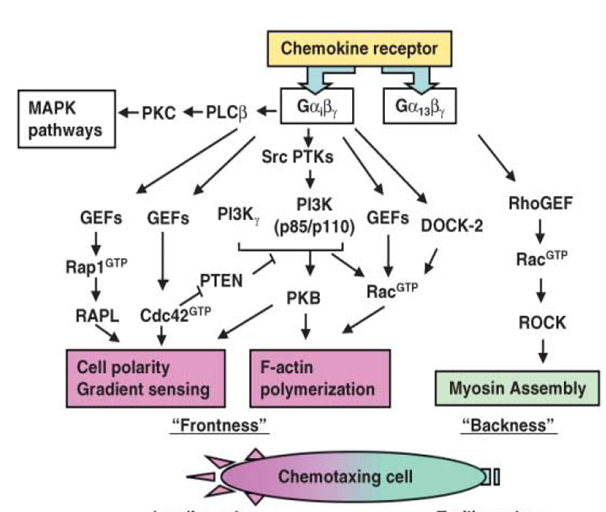 Chemokine receptor
MAPK
pathways
PKC
PLCβ
Gαᵢβᵧ
Gα₁₃βᵧ
Src PTKs
GEFs
GEFs
PI3Kᵧ
PI3K
(p85/p110)
GEFs
DOCK-2
RhoGEF
Rap1ᴳᵀᴾ
PTEN
Racᴳᵀᴾ
RAPL
Cdc42ᴳᵀᴾ
PKB
Racᴳᵀᴾ
ROCK
Cell polarity
Gradient sensing
F-actin
polymerization
Myosin Assembly
“Frontness”
“Backness”
Chemotaxing cell